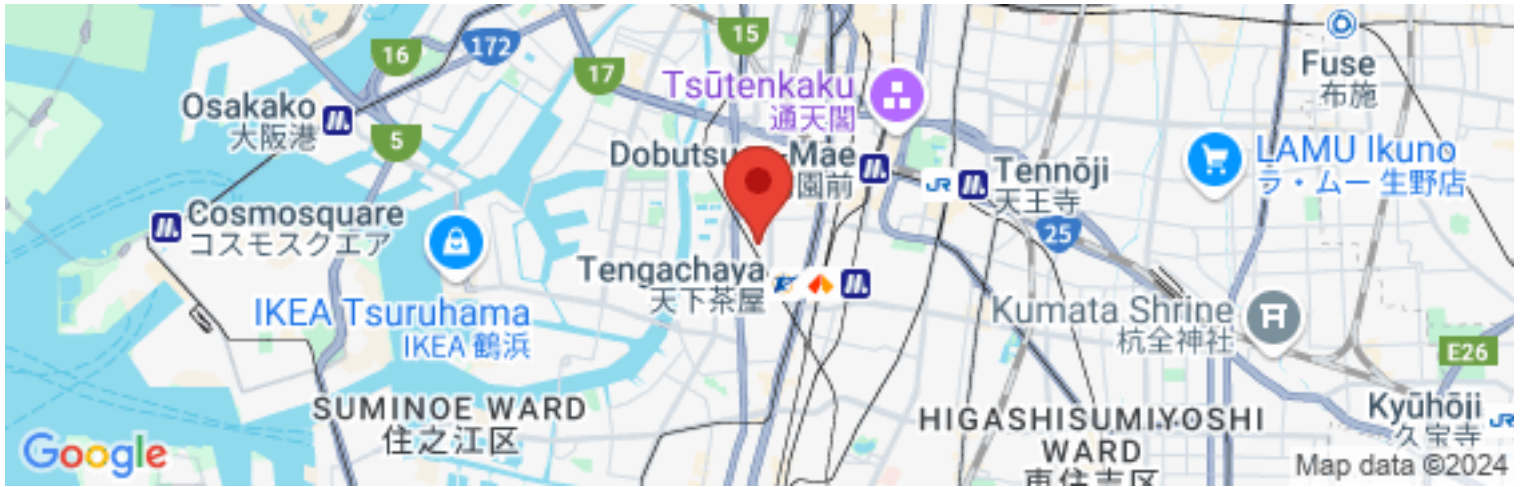 15
16
172
17
Fuse
布施
Tsūtenkaku
通天閣
Osakako
大阪港
5
Mae
園前
LAMU Ikuno
ラ・ムー 生野店
JR
Tennōji
天王寺
Cosmosquare
コスモスクエア
25
Tengachaya
天下茶屋
IKEA Tsuruhama
IKEA 鶴浜
Kumata Shrine
杭全神社
E26
SUMINOE WARD
住之江区
HIGASHISUMIYOSHI
WARD
東住吉区
Kyūhōji
久宝寺
JR
Google
Map data ©2024